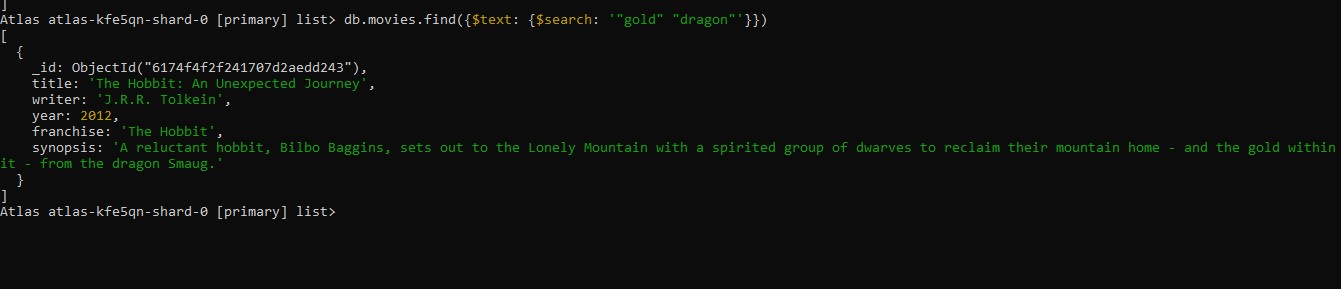 ]
Atlas atlas-kfe5qn-shard-0 [primary] list> db.movies.find({$text: {$search: '"gold" "dragon"'}})
[
  {
    _id: ObjectId("6174f4f2f241707d2aedd243"),
    title: 'The Hobbit: An Unexpected Journey',
    writer: 'J.R.R. Tolkein',
    year: 2012,
    franchise: 'The Hobbit',
    synopsis: 'A reluctant hobbit, Bilbo Baggins, sets out to the Lonely Mountain with a spirited group of dwarves to reclaim their mountain home - and the gold within
it - from the dragon Smaug.'
  }
]
Atlas atlas-kfe5qn-shard-0 [primary] list>